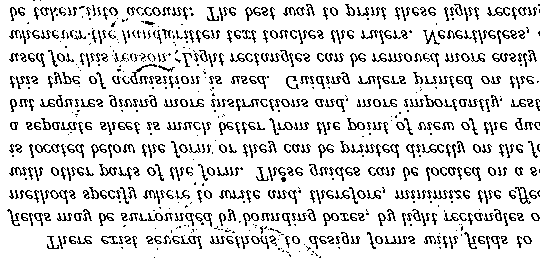 There exist several methods to design forms with fields to
fields may be surrounded by bounding boxes, by light rectangles o
methods specify where to write and, therefore, minimize the effec
with other parts of the form. These guides can be located on a se
is located below the form or they can be printed directly on the fo
a separate sheet is much better from the point of view of the qua
but requires giving more instructions and, more importantly, rest
this type of acquisition is used. Guiding rulers printed on the
used for this reason. Light rectangles can be removed more easily
whenever the handwritten text touches the rulers. Nevertheless,
be taken into account: The best way to print these light rectang